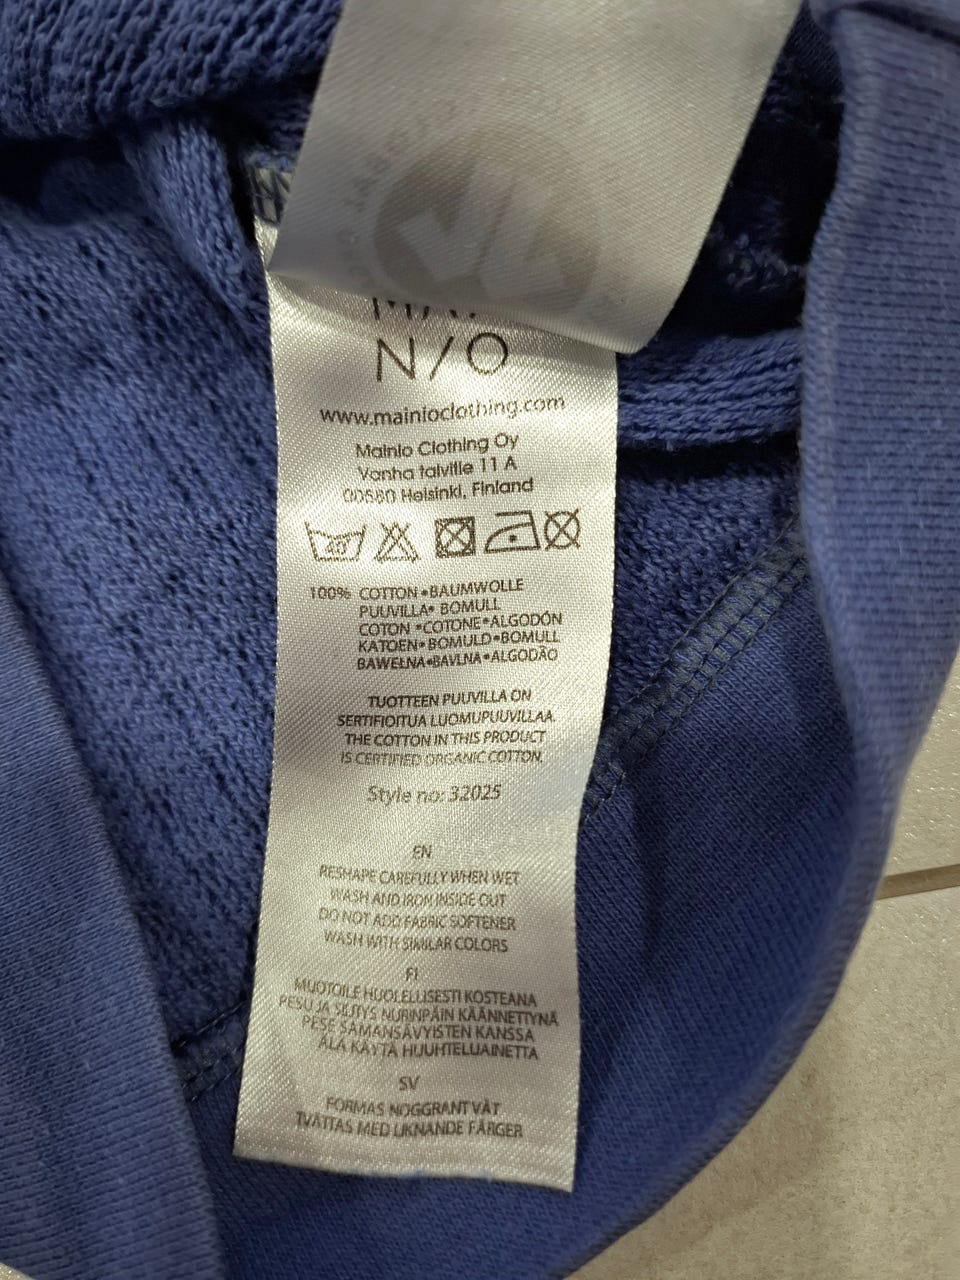 N/O
www.mainioclothing.com
Mainio Clothing Oy
Vanha talvitie 11 A
00580 Helsinki, Finland
40
100% COTTON•BAUMWOLLE
PUUVILLA• BOMULL
COTON •COTONE•ALGODÓN
KATOEN•BOMULD•BOMULL
BAWEŁNA•BAVLNA•ALGODÃO
TUOTTEEN PUUVILLA ON
SERTIFIOITUA LUOMUPUUVILLAA.
THE COTTON IN THIS PRODUCT
IS CERTIFIED ORGANIC COTTON.
Style no: 32025
EN
RESHAPE CAREFULLY WHEN WET
WASH AND IRON INSIDE OUT
DO NOT ADD FABRIC SOFTENER
WASH WITH SIMILAR COLORS
FI
MUOTOILE HUOLELLISESTI KOSTEANA
PESU JA SILITYS NURINPÄIN KÄÄNNETTYNÄ
PESE SAMANSÄVYISTEN KANSSA
ÄLÄ KÄYTÄ HUUHTELUAINETTA
SV
FORMAS NOGGRANT VÅT
TVÄTTAS MED LIKNANDE FÄRGER